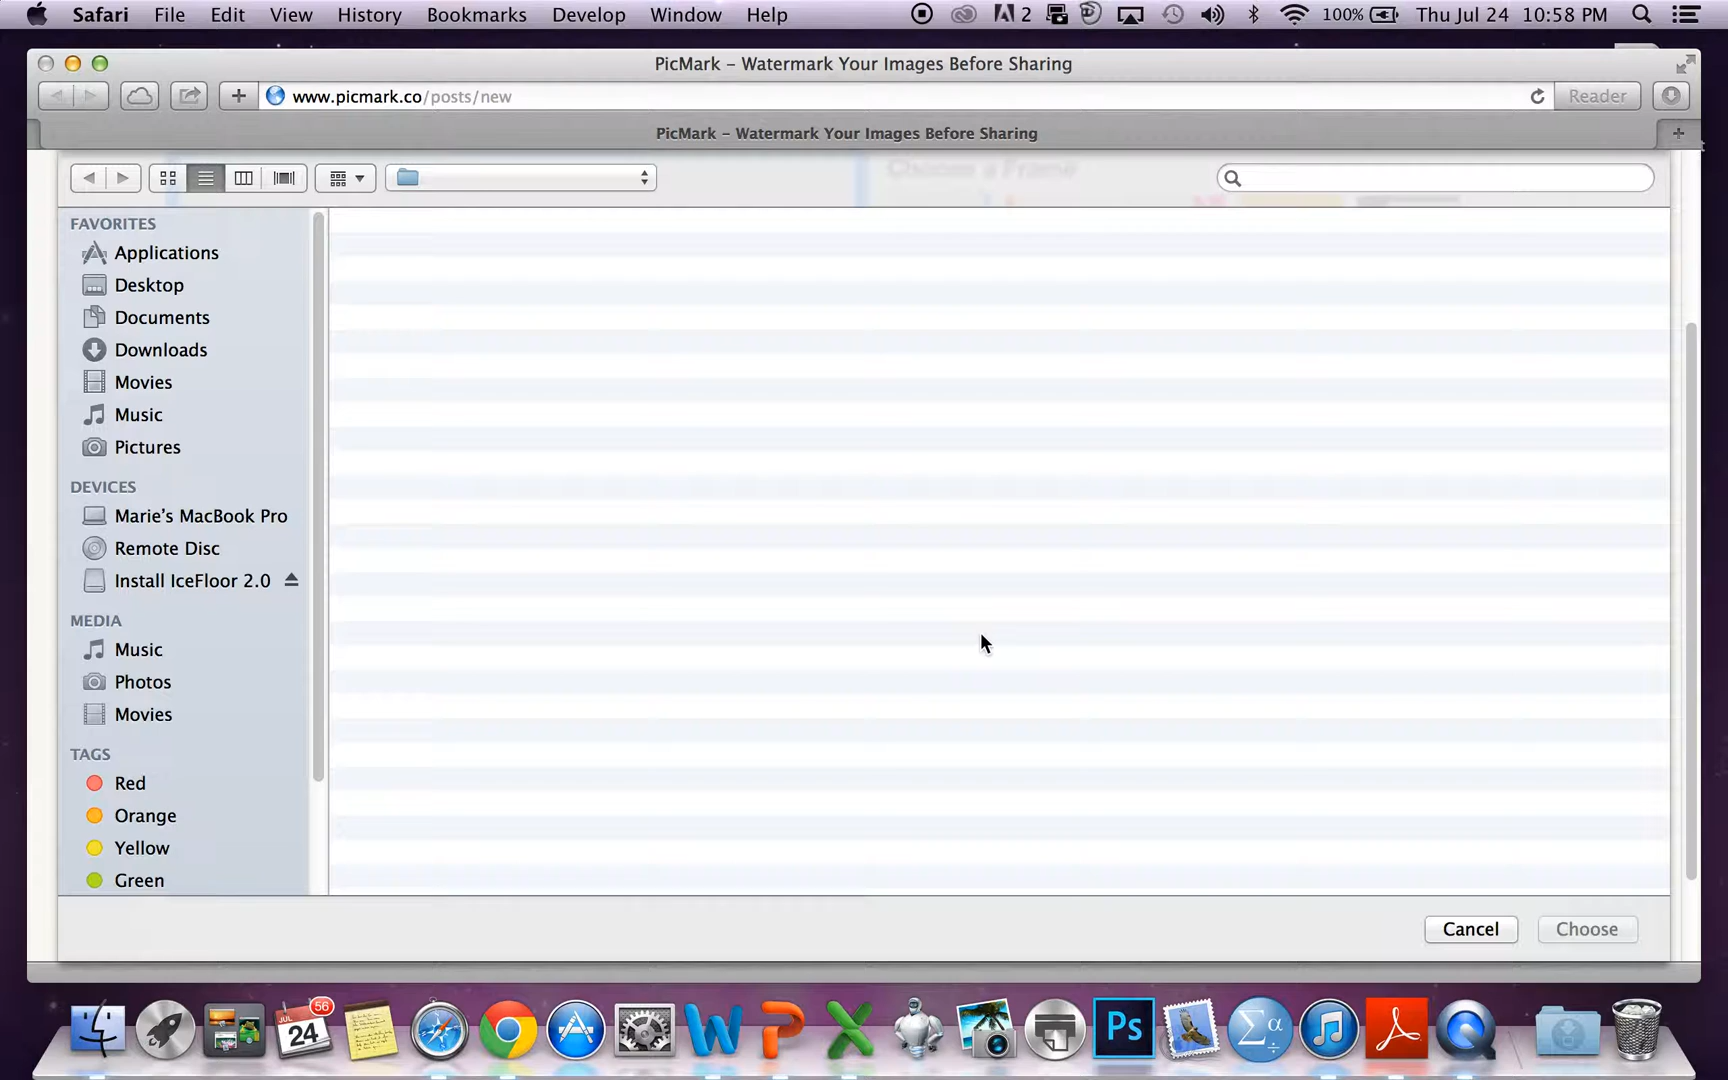 Safari File Edit View History Bookmarks Develop Window Help 2 100% Thu Jul 24 10:58 PM
PicMark – Watermark Your Images Before Sharing
www.picmark.co/posts/new Reader
PicMark – Watermark Your Images Before Sharing
Choose a Frame
FAVORITES
Applications
Desktop
Documents
Downloads
Movies
Music
Pictures
DEVICES
Marie's MacBook Pro
Remote Disc
Install IceFloor 2.0
MEDIA
Music
Photos
Movies
TAGS
Red
Orange
Yellow
Green
Cancel Choose
56
JUL
24
Ps